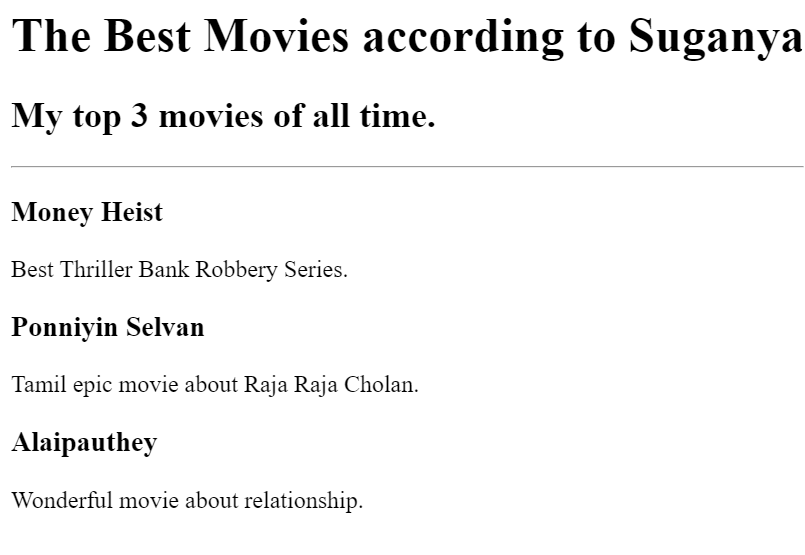 The Best Movies according to Suganya
My top 3 movies of all time.
Money Heist
Best Thriller Bank Robbery Series.
Ponniyin Selvan
Tamil epic movie about Raja Raja Cholan.
Alaipauthey
Wonderful movie about relationship.